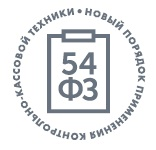 НОВЫЙ ПОРЯДОК ПРИМЕНЕНИЯ КОНТРОЛЬНО-КАССОВОЙ ТЕХНИКИ •
54
ФЗ